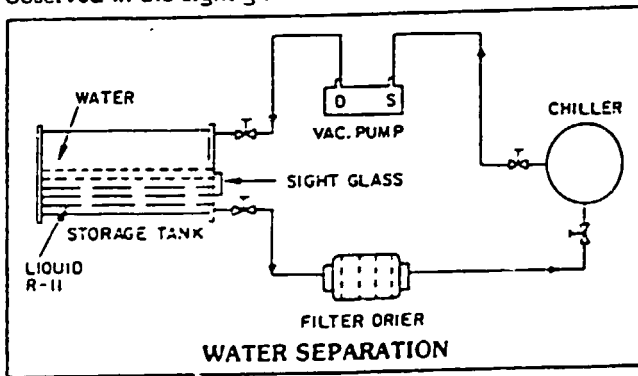 WATER
D S
VAC. PUMP
CHILLER
SIGHT GLASS
STORAGE TANK
LIQUID
R-11
FILTER DRIER
WATER SEPARATION